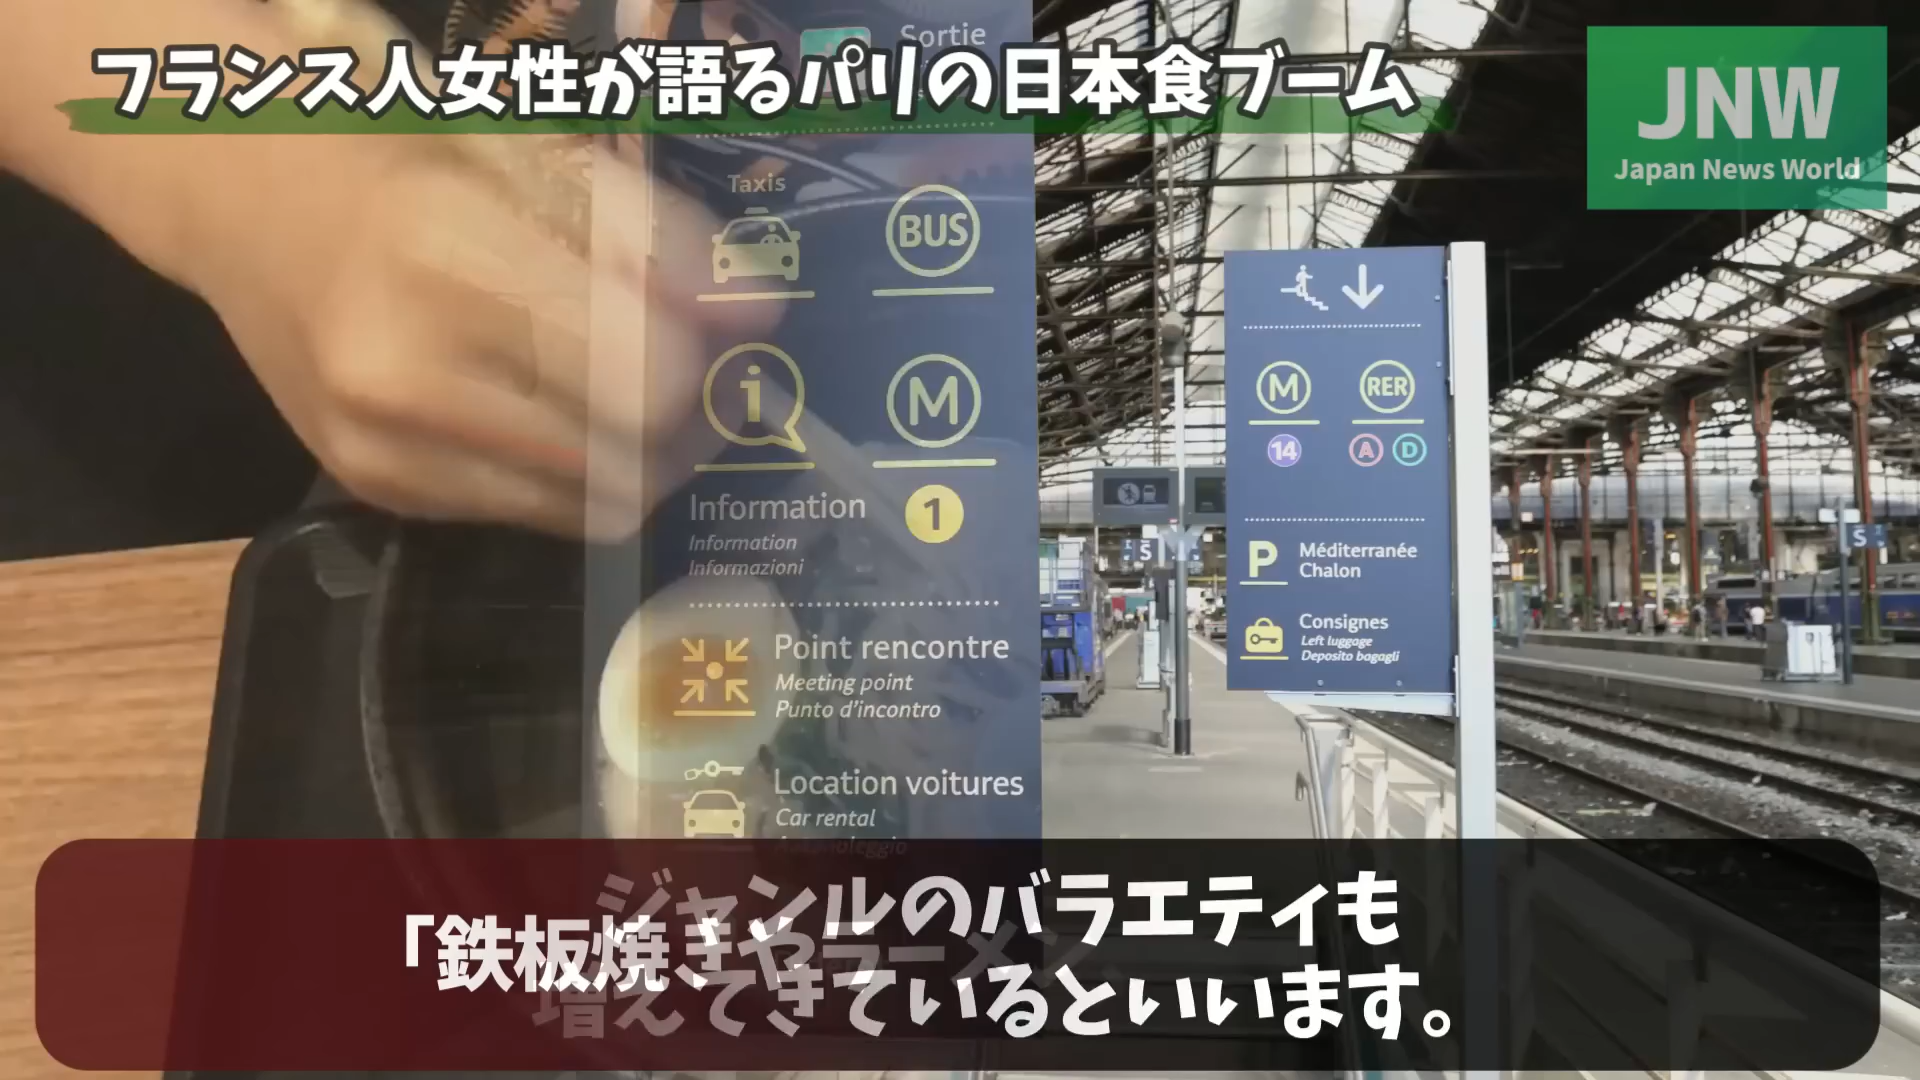 フランス人女性が語るパリの日本食ブーム
JNW
Japan News World
Sortie
Taxis
BUS
i
M
Information
Information
Informazioni
1
Point rencontre
Meeting point
Punto d'incontro
Location voitures
Car rental
Autonoleggio
M
RER
14
A
D
P
Méditerranée
Chalon
Consignes
Left luggage
Deposito bagagli
S
S
ジャンルのバラエティも
増えてきているといいます。
「鉄板焼きやラーメン